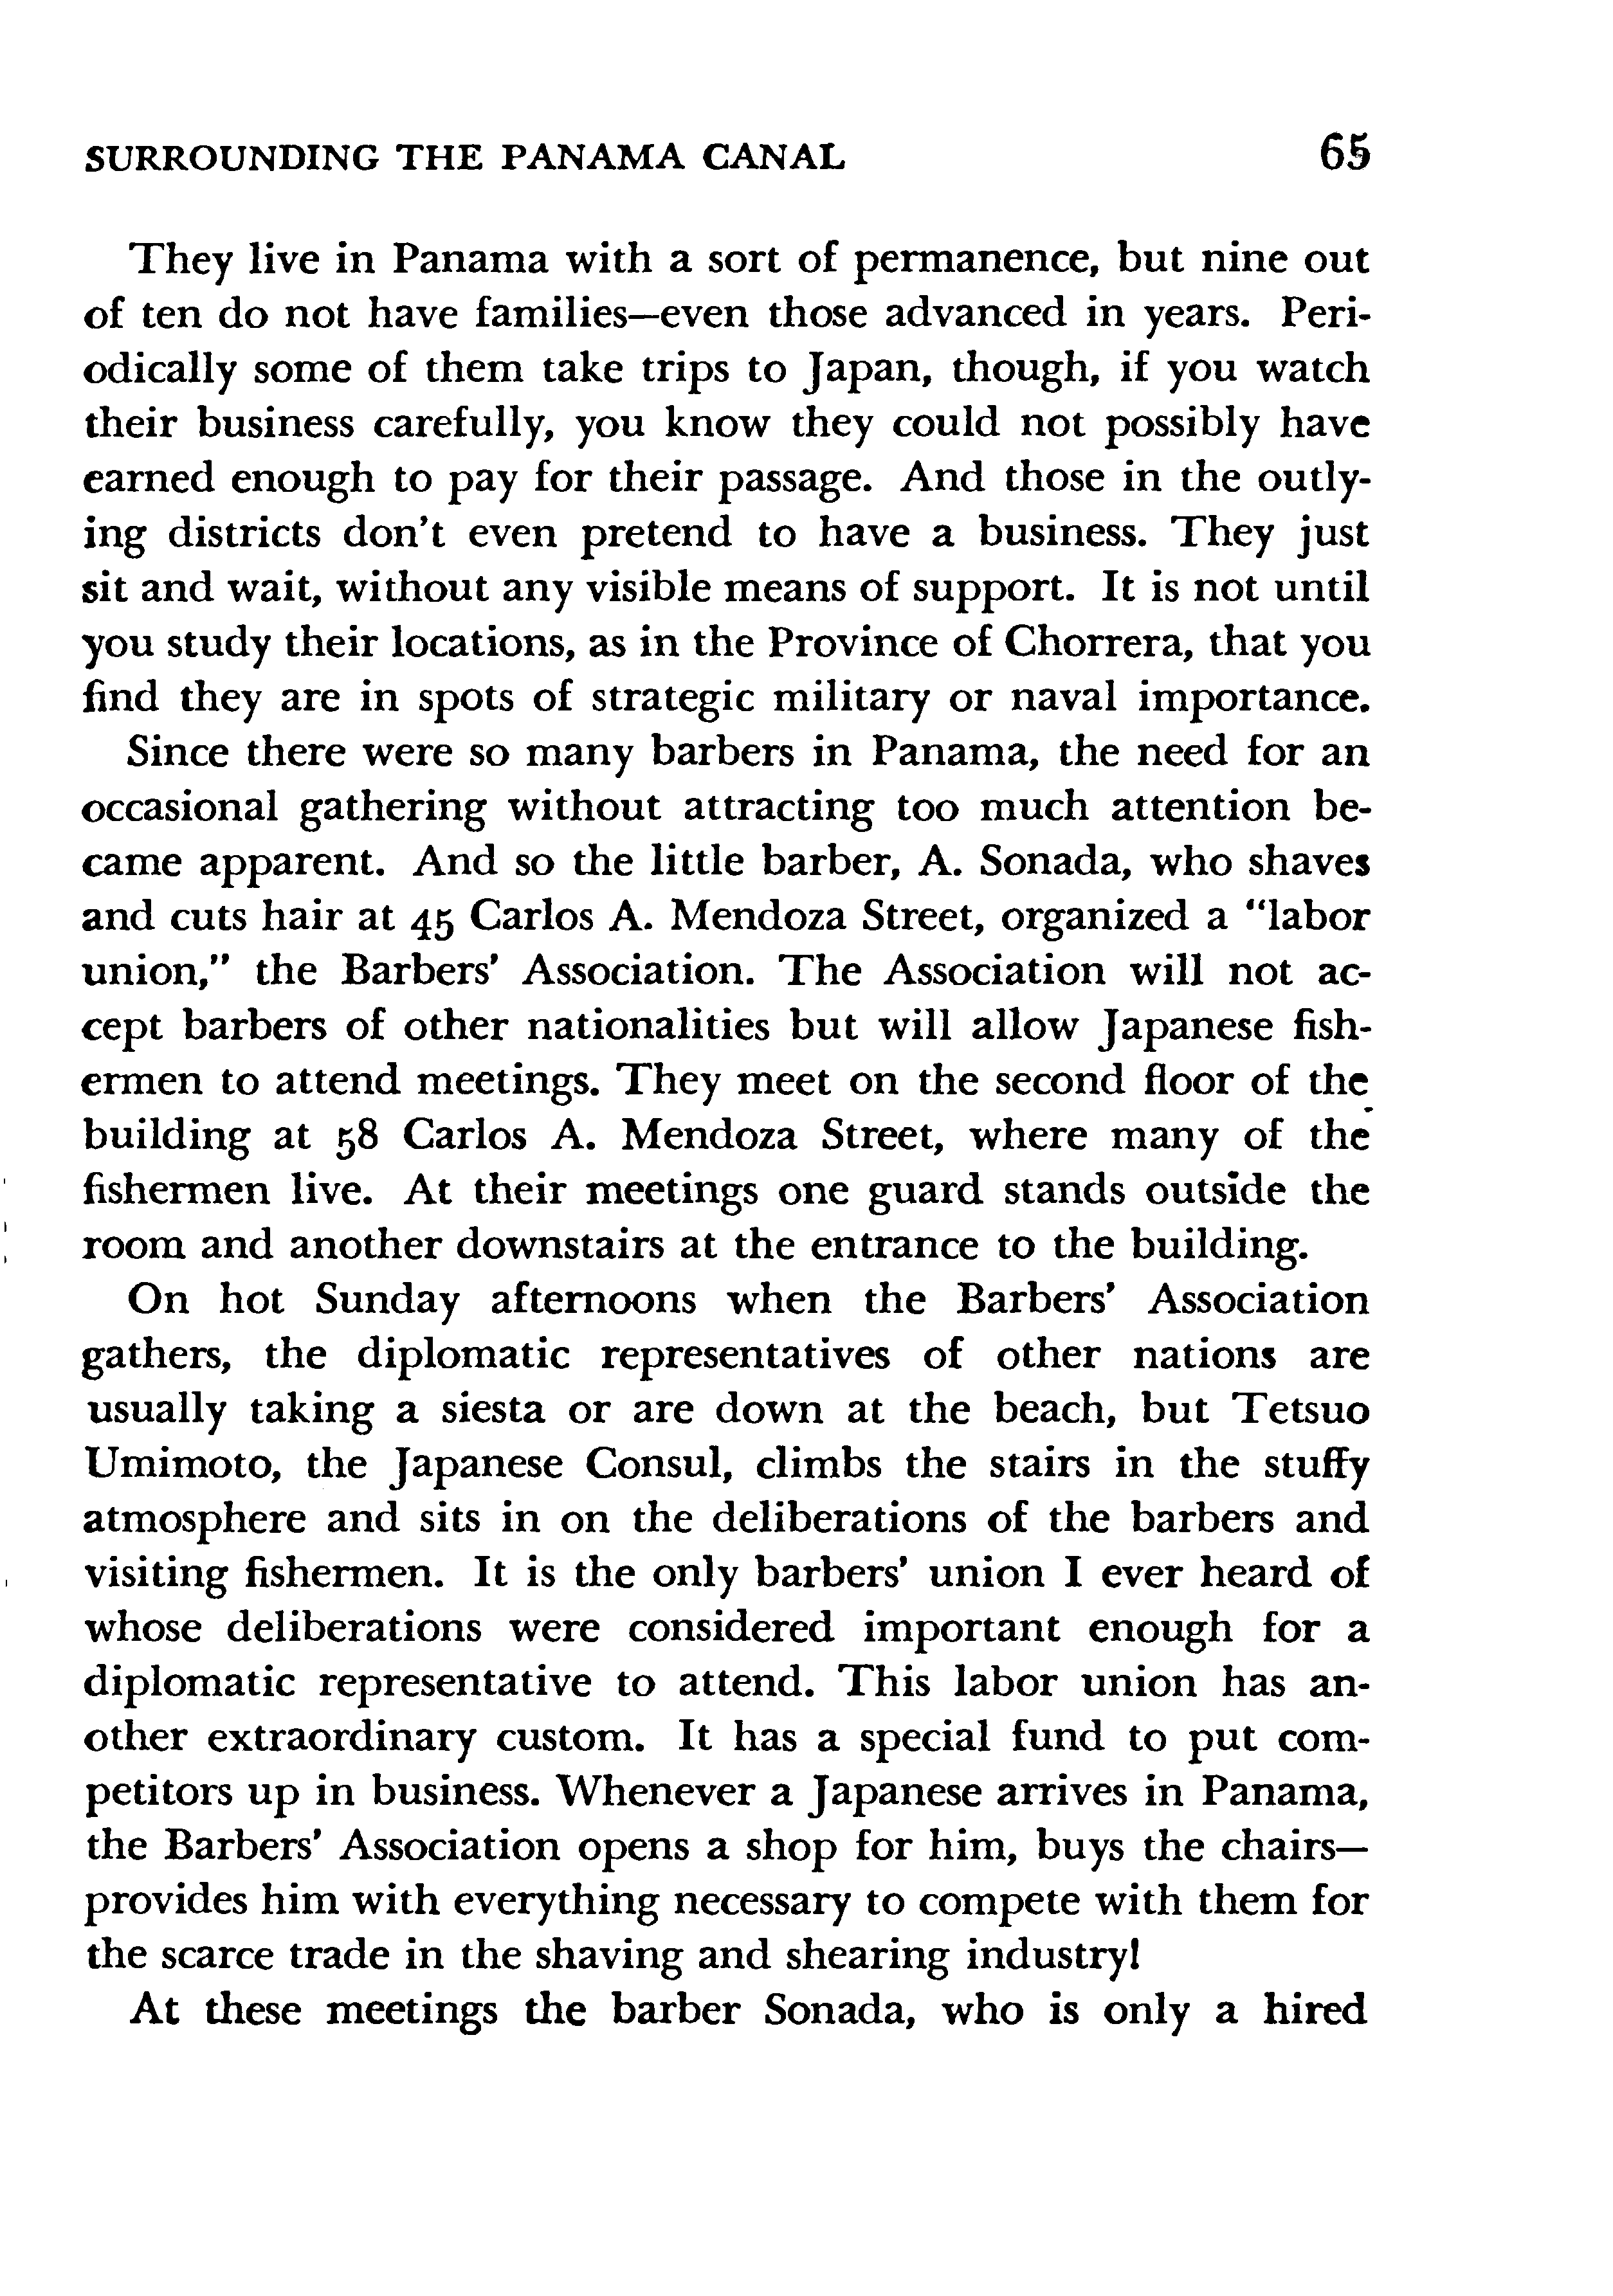 SURROUNDING THE PANAMA CANAL 65
They live in Panama with a sort of permanence, but nine out
of ten do not have families—even those advanced in years. Peri-
odically some of them take trips to Japan, though, if you watch
their business carefully, you know they could not possibly have
earned enough to pay for their passage. And those in the outly-
ing districts don't even pretend to have a business. They just
sit and wait, without any visible means of support. It is not until
you study their locations, as in the Province of Chorrera, that you
find they are in spots of strategic military or naval importance.
Since there were so many barbers in Panama, the need for an
occasional gathering without attracting too much attention be-
came apparent. And so the little barber, A. Sonada, who shaves
and cuts hair at 45 Carlos A. Mendoza Street, organized a "labor
union," the Barbers' Association. The Association will not ac-
cept barbers of other nationalities but will allow Japanese fish-
ermen to attend meetings. They meet on the second floor of the
building at 58 Carlos A. Mendoza Street, where many of the
fishermen live. At their meetings one guard stands outside the
room and another downstairs at the entrance to the building.
On hot Sunday afternoons when the Barbers' Association
gathers, the diplomatic representatives of other nations are
usually taking a siesta or are down at the beach, but Tetsuo
Umimoto, the Japanese Consul, climbs the stairs in the stuffy
atmosphere and sits in on the deliberations of the barbers and
visiting fishermen. It is the only barbers' union I ever heard of
whose deliberations were considered important enough for a
diplomatic representative to attend. This labor union has an-
other extraordinary custom. It has a special fund to put com-
petitors up in business. Whenever a Japanese arrives in Panama,
the Barbers' Association opens a shop for him, buys the chairs—
provides him with everything necessary to compete with them for
the scarce trade in the shaving and shearing industry!
At these meetings the barber Sonada, who is only a hired